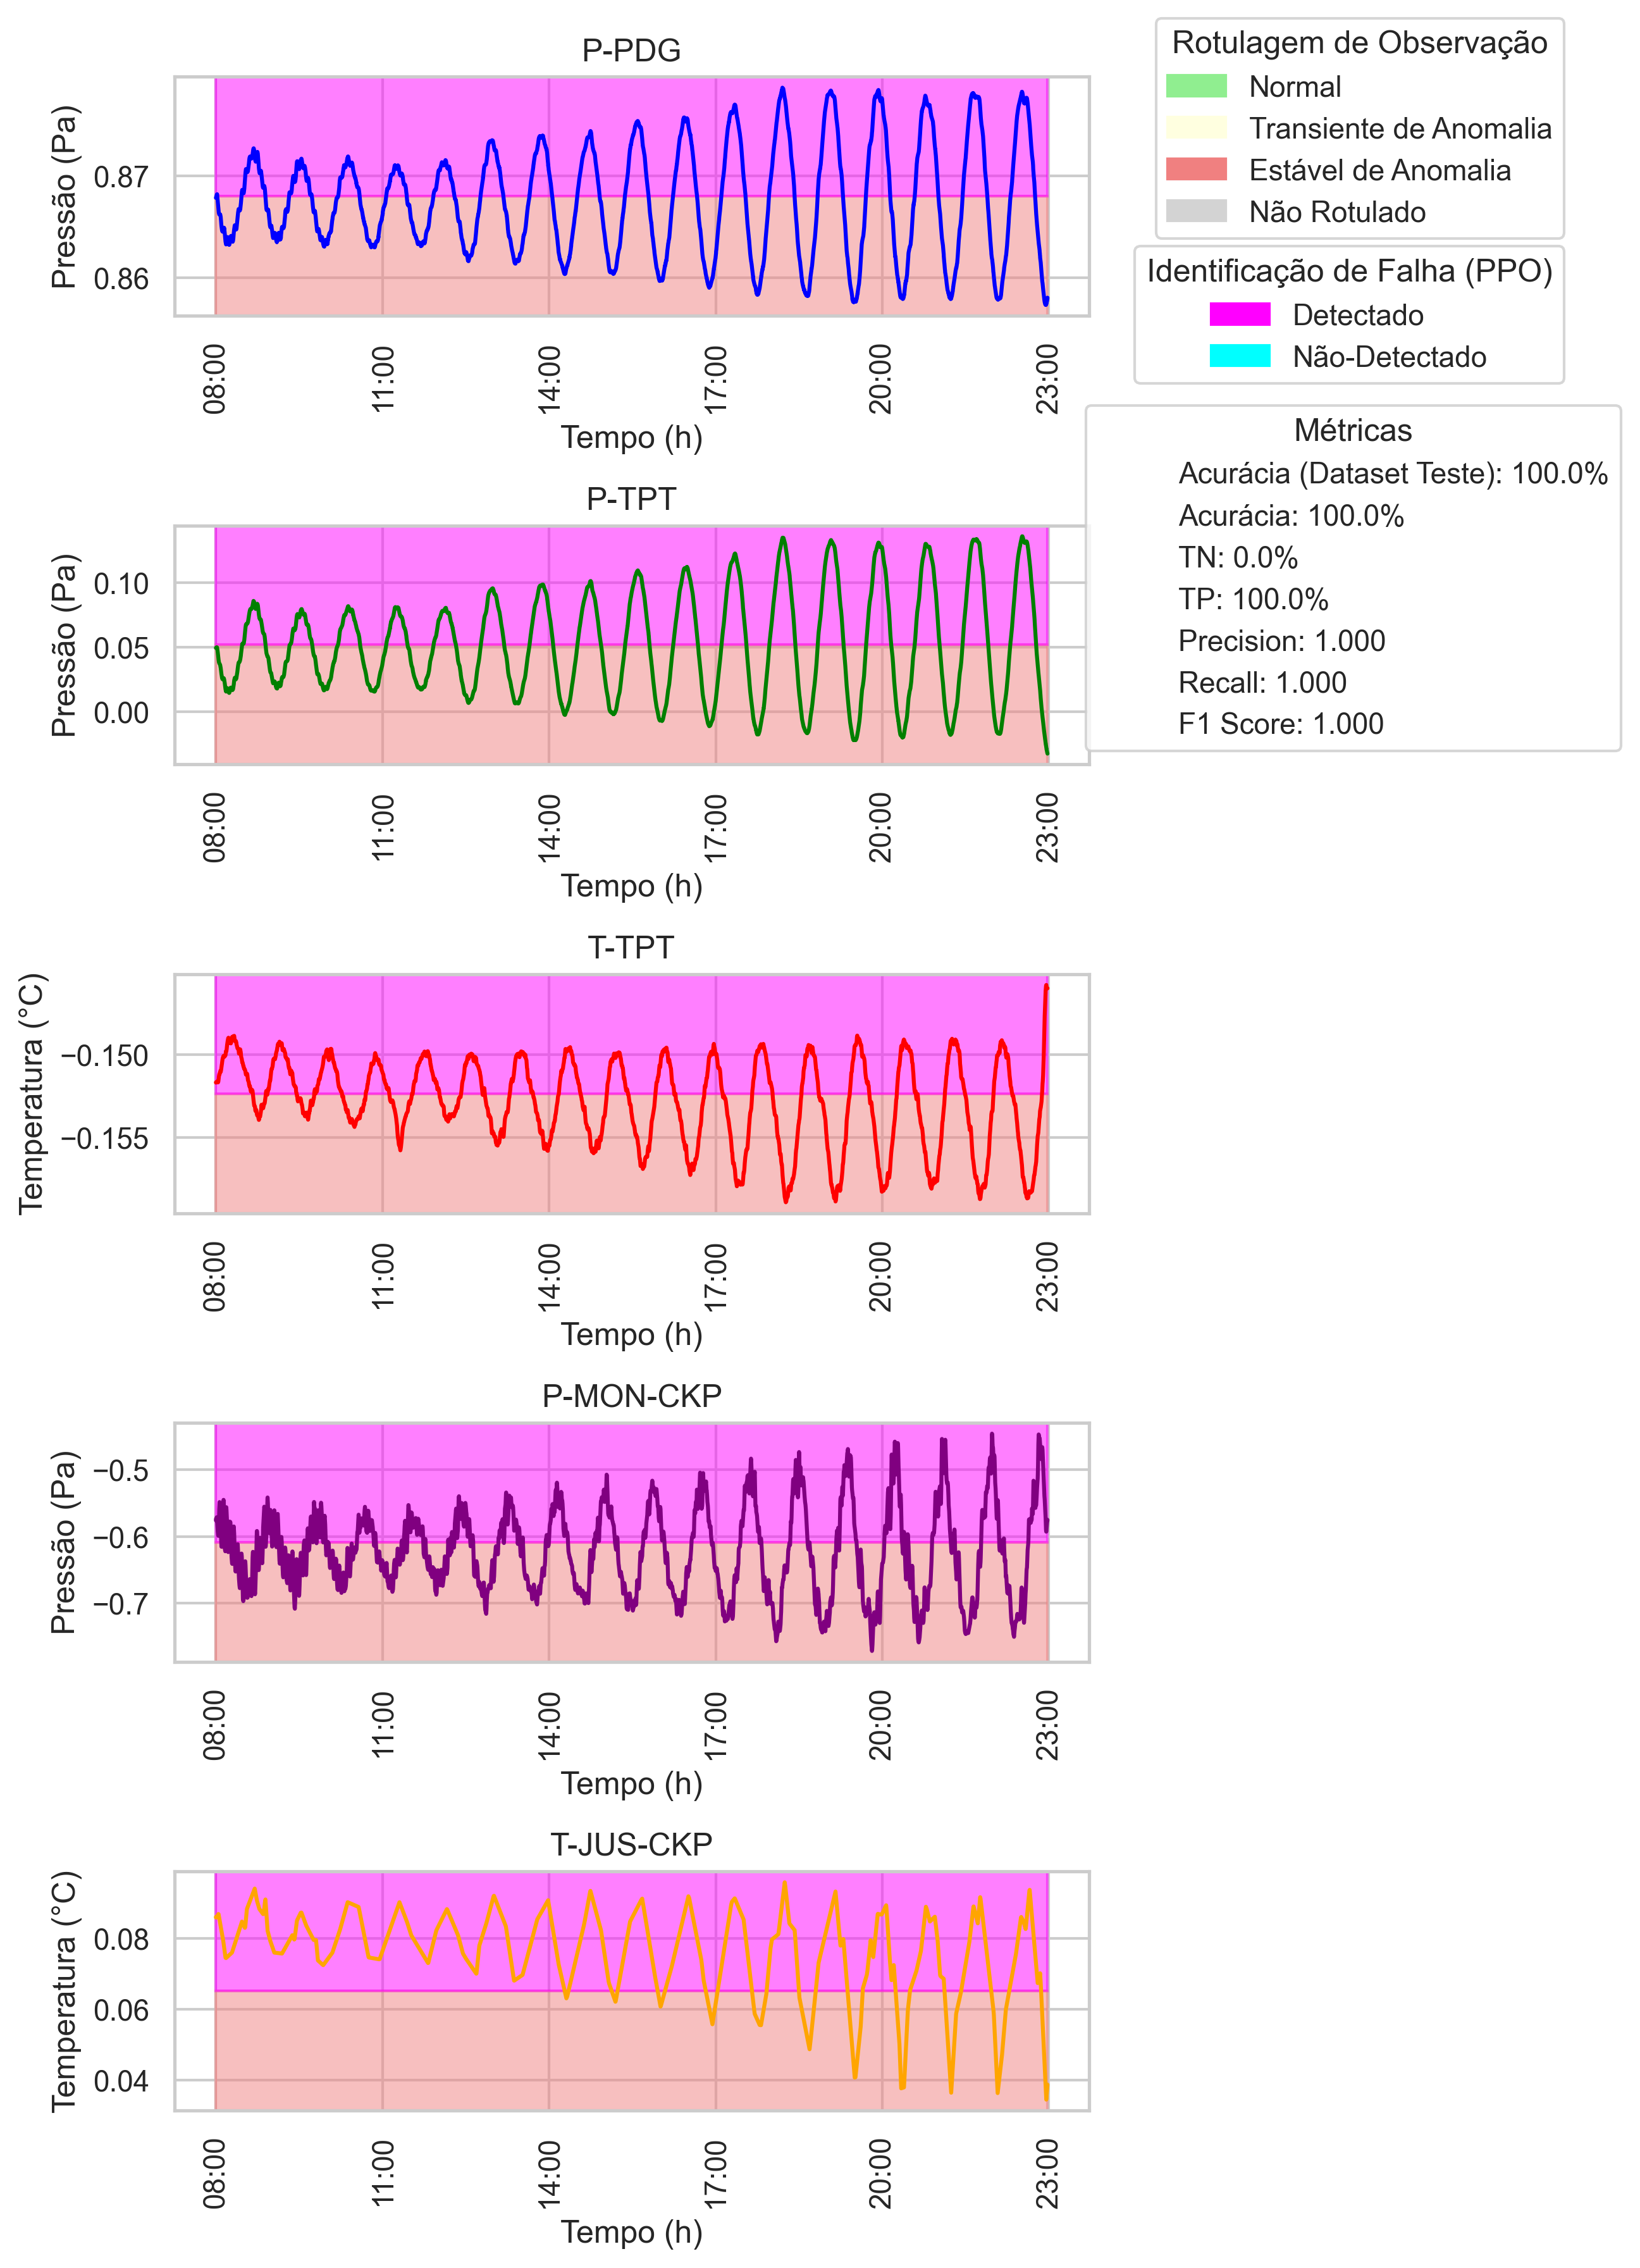 P-PDG
Pressão (Pa)
0.87
0.86
08:00
11:00
14:00
17:00
20:00
23:00
Tempo (h)
Rotulagem de Observação
Normal
Transiente de Anomalia
Estável de Anomalia
Não Rotulado
Identificação de Falha (PPO)
Detectado
Não-Detectado
Métricas
Acurácia (Dataset Teste): 100.0%
Acurácia: 100.0%
TN: 0.0%
TP: 100.0%
Precision: 1.000
Recall: 1.000
F1 Score: 1.000
P-TPT
Pressão (Pa)
0.10
0.05
0.00
08:00
11:00
14:00
17:00
20:00
23:00
Tempo (h)
T-TPT
Temperatura (°C)
−0.150
−0.155
08:00
11:00
14:00
17:00
20:00
23:00
Tempo (h)
P-MON-CKP
Pressão (Pa)
−0.5
−0.6
−0.7
08:00
11:00
14:00
17:00
20:00
23:00
Tempo (h)
T-JUS-CKP
Temperatura (°C)
0.08
0.06
0.04
08:00
11:00
14:00
17:00
20:00
23:00
Tempo (h)